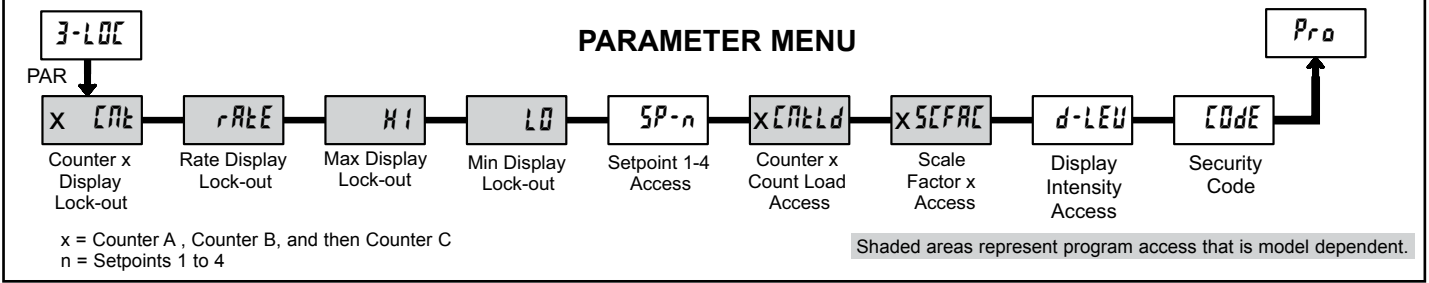 3-LOC
PARAMETER MENU
Pro
PAR
x CNt
rAtE
HI
LO
SP-n
x CNtLd
x SCFAC
d-LEV
COdE
Counter x
Display
Lock-out
Rate Display
Lock-out
Max Display
Lock-out
Min Display
Lock-out
Setpoint 1-4
Access
Counter x
Count Load
Access
Scale
Factor x
Access
Display
Intensity
Access
Security
Code
x = Counter A , Counter B, and then Counter C
n = Setpoints 1 to 4
Shaded areas represent program access that is model dependent.